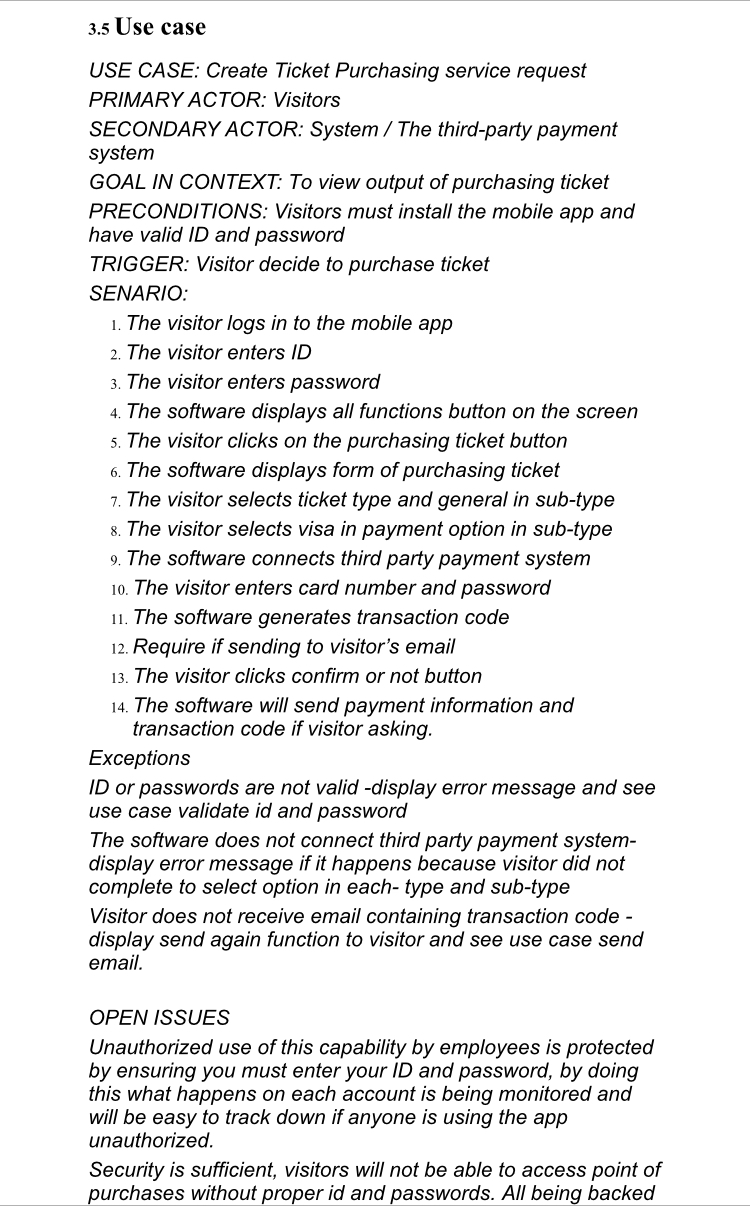 3.5 Use case
USE CASE: Create Ticket Purchasing service request
PRIMARY ACTOR: Visitors
SECONDARY ACTOR: System / The third-party payment
system
GOAL IN CONTEXT: To view output of purchasing ticket
PRECONDITIONS: Visitors must install the mobile app and
have valid ID and password
TRIGGER: Visitor decide to purchase ticket
SENARIO:
1. The visitor logs in to the mobile app
2. The visitor enters ID
3. The visitor enters password
4. The software displays all functions button on the screen
5. The visitor clicks on the purchasing ticket button
6. The software displays form of purchasing ticket
7. The visitor selects ticket type and general in sub-type
8. The visitor selects visa in payment option in sub-type
9. The software connects third party payment system
10. The visitor enters card number and password
11. The software generates transaction code
12. Require if sending to visitor’s email
13. The visitor clicks confirm or not button
14. The software will send payment information and
transaction code if visitor asking.
Exceptions
ID or passwords are not valid -display error message and see
use case validate id and password
The software does not connect third party payment system-
display error message if it happens because visitor did not
complete to select option in each- type and sub-type
Visitor does not receive email containing transaction code -
display send again function to visitor and see use case send
email.
OPEN ISSUES
Unauthorized use of this capability by employees is protected
by ensuring you must enter your ID and password, by doing
this what happens on each account is being monitored and
will be easy to track down if anyone is using the app
unauthorized.
Security is sufficient, visitors will not be able to access point of
purchases without proper id and passwords. All being backed